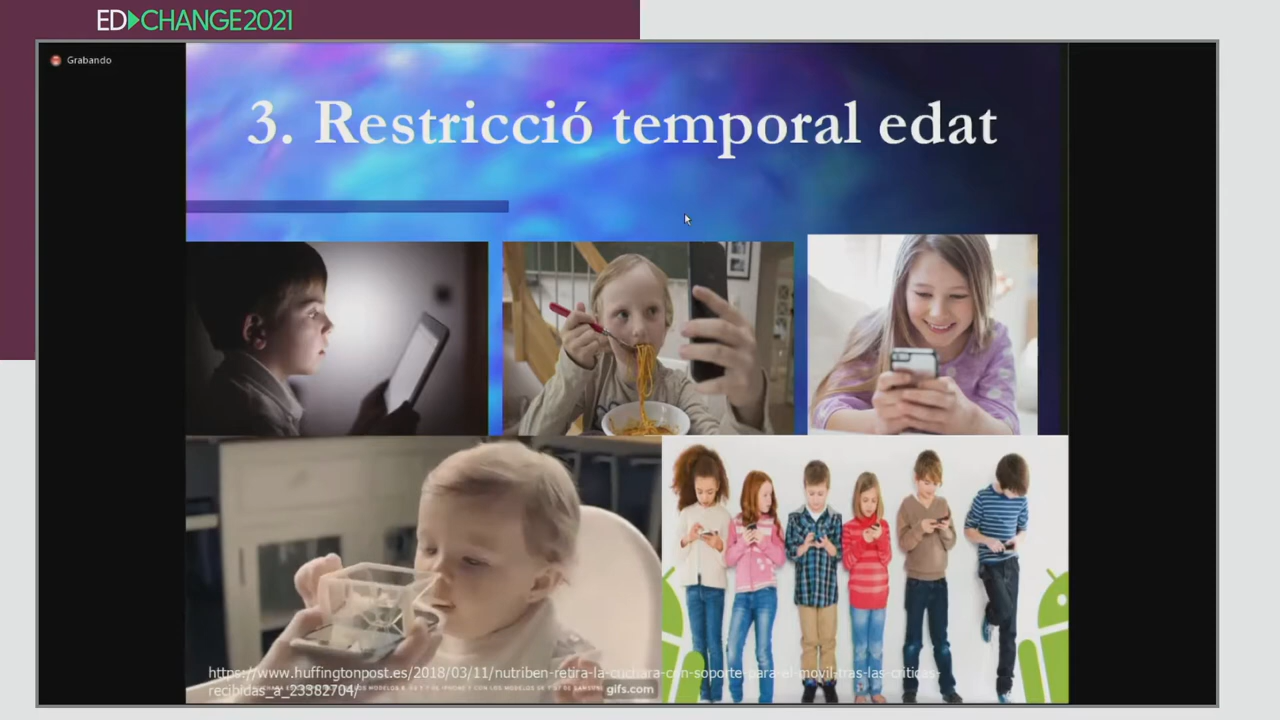 ED CHANGE2021
Grabando
3. Restricció temporal edat
https://www.huffingtonpost.es/2018/03/11/nutriben-retira-la-cuchara-con-soporte-para-el-movil-tras-las-criticas-
recibidas_a_23382704/
gifs.com